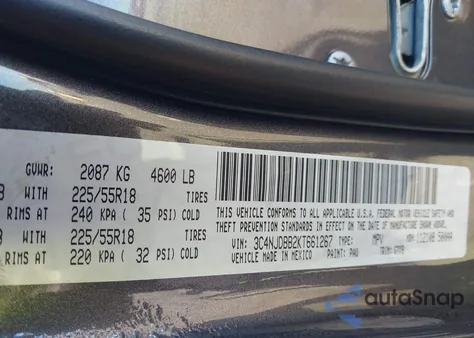 GVWR: 2087 KG 4600 LB
WITH 225/55R18 TIRES
RIMS AT 240 KPA ( 35 PSI) COLD
WITH 225/55R18 TIRES
RIMS AT 220 KPA ( 32 PSI) COLD
THIS VEHICLE CONFORMS TO ALL APPLICABLE U.S.A. FEDERAL MOTOR VEHICLE SAFETY AND
THEFT PREVENTION STANDARDS IN EFFECT ON THE DATE OF MANUFACTURE SHOWN ABOVE.
VIN: 3C4NJDBB2KT661267 TYPE: MPV
VEHICLE MADE IN MEXICO PAINT: PAU TRIM:
autoSnap